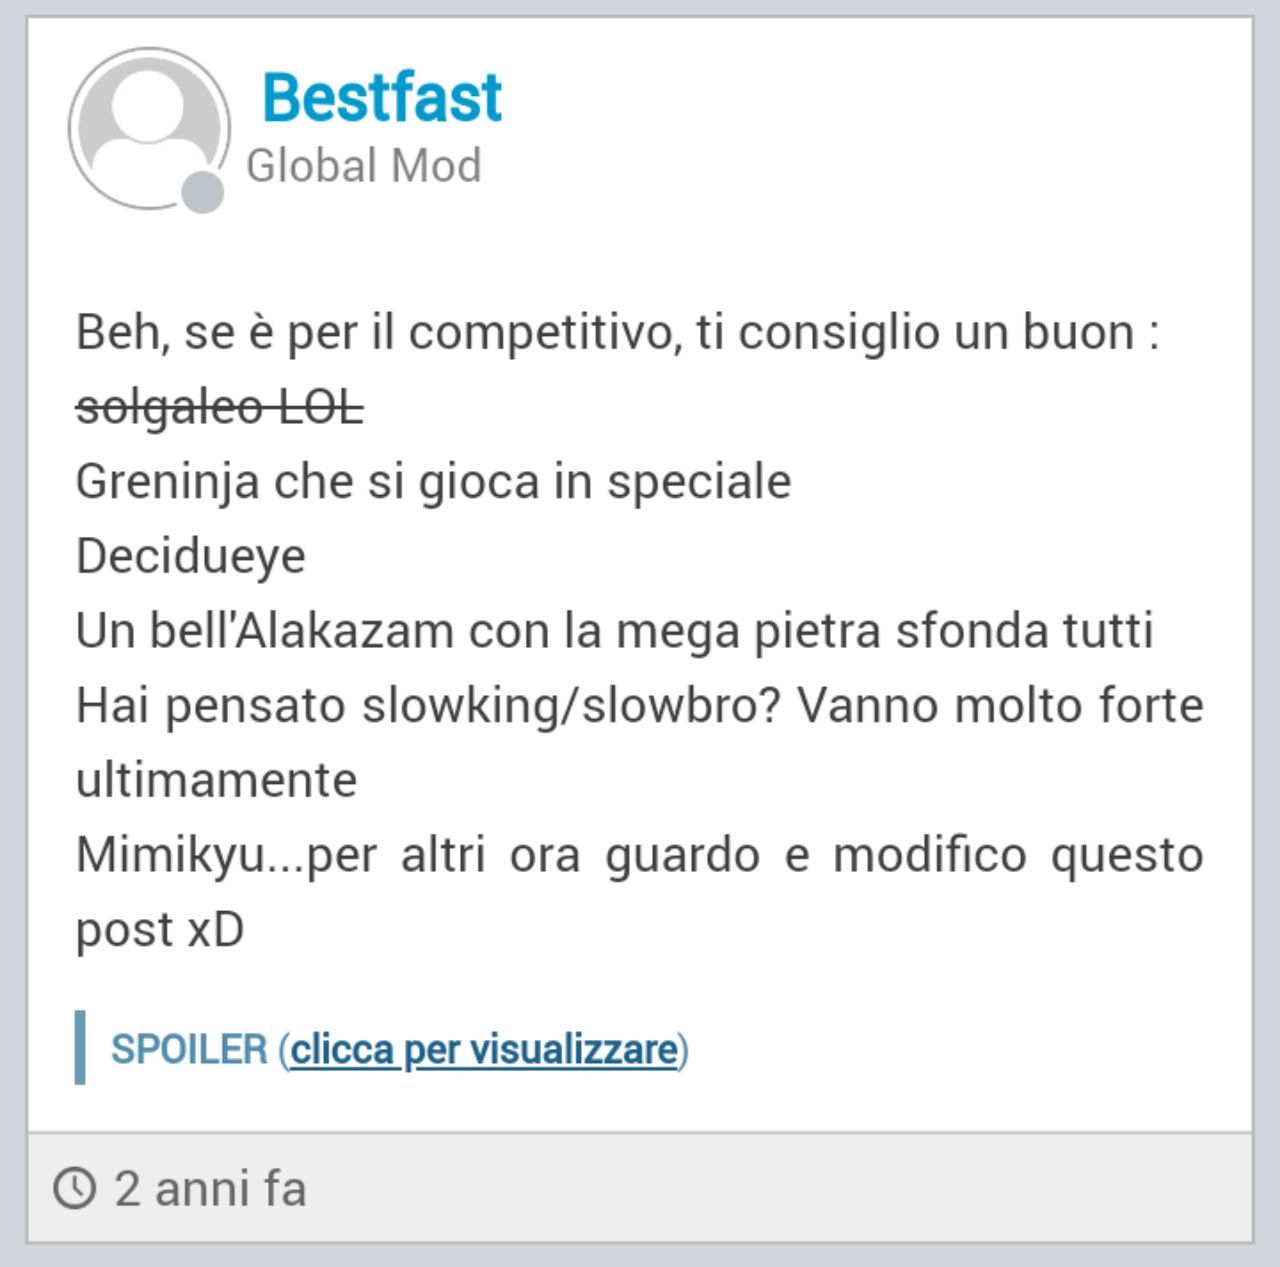 Bestfast
Global Mod
Beh, se è per il competitivo, ti consiglio un buon :
solgaleo LOL
Greninja che si gioca in speciale
Decidueye
Un bell'Alakazam con la mega pietra sfonda tutti
Hai pensato slowking/slowbro? Vanno molto forte
ultimamente
Mimikyu...per altri ora guardo e modifico questo
post xD
SPOILER (clicca per visualizzare)
2 anni fa